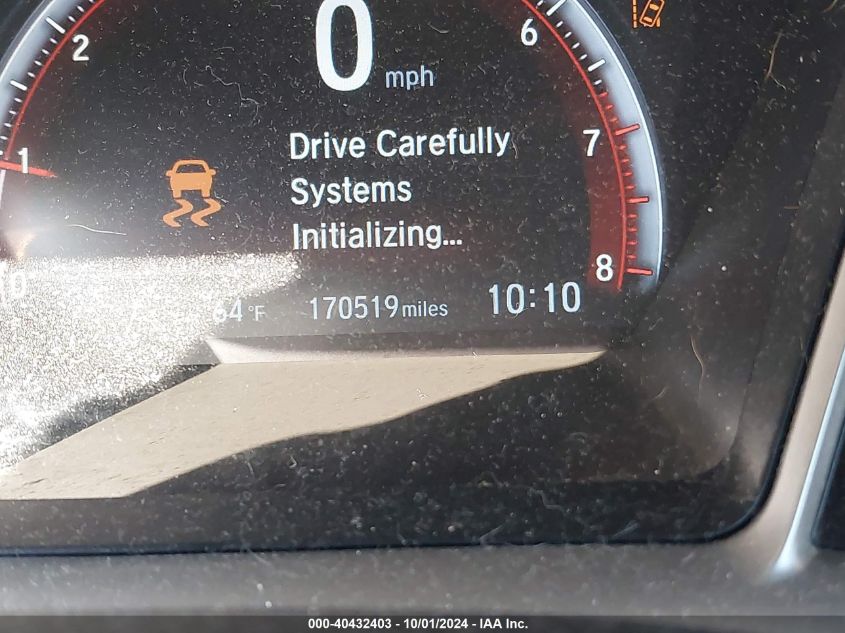 0 mph
2
6
1
7
8
Drive Carefully
Systems
Initializing...
64°F 170519 miles 10:10
000-40432403 - 10/01/2024 - IAA Inc.